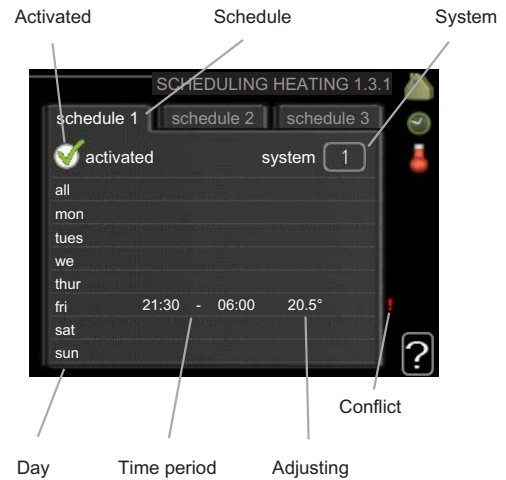 Activated Schedule System
SCHEDULING HEATING 1.3.1
schedule 1 schedule 2 schedule 3
activated system 1
all
mon
tues
we
thur
fri 21:30 - 06:00 20.5° !
sat
sun
?
Conflict
Day Time period Adjusting